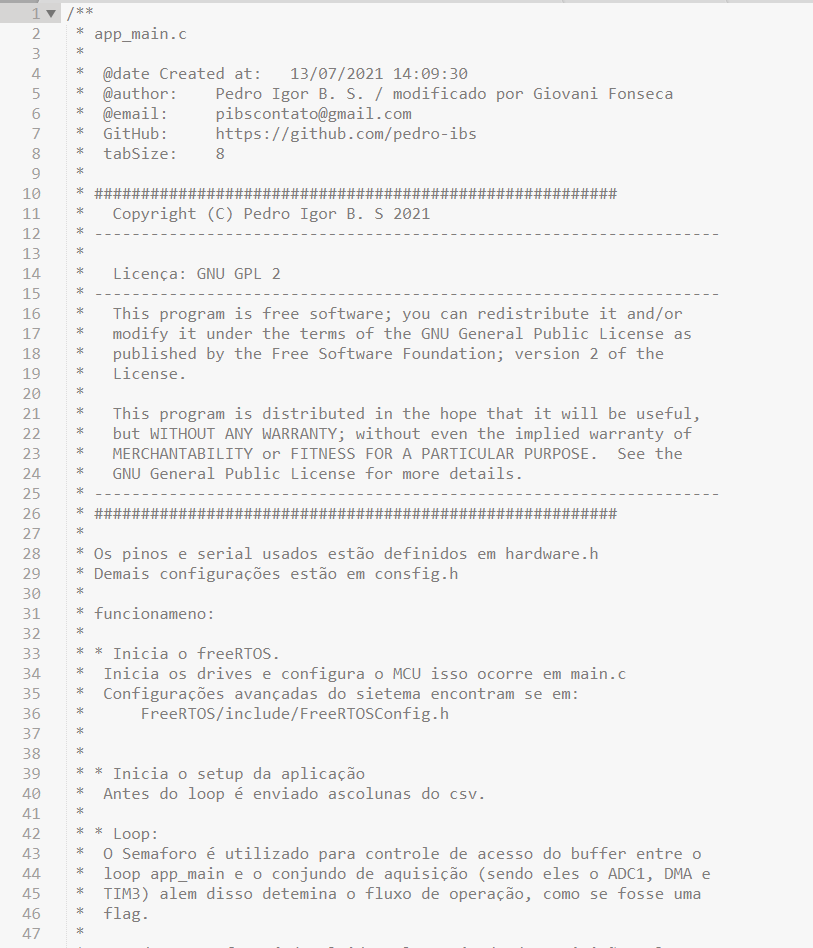 1 /**
2 * app_main.c
3 *
4 * @date Created at: 13/07/2021 14:09:30
5 * @author: Pedro Igor B. S. / modificado por Giovani Fonseca
6 * @email: pibscontato@gmail.com
7 * GitHub: https://github.com/pedro-ibs
8 * tabSize: 8
9 *
10 * ########################################################
11 * Copyright (C) Pedro Igor B. S 2021
12 * -------------------------------------------------------------------
13 *
14 * Licença: GNU GPL 2
15 * -------------------------------------------------------------------
16 * This program is free software; you can redistribute it and/or
17 * modify it under the terms of the GNU General Public License as
18 * published by the Free Software Foundation; version 2 of the
19 * License.
20 *
21 * This program is distributed in the hope that it will be useful,
22 * but WITHOUT ANY WARRANTY; without even the implied warranty of
23 * MERCHANTABILITY or FITNESS FOR A PARTICULAR PURPOSE. See the
24 * GNU General Public License for more details.
25 * -------------------------------------------------------------------
26 * ########################################################
27 *
28 * Os pinos e serial usados estão definidos em hardware.h
29 * Demais configurações estão em consfig.h
30 *
31 * funcionameno:
32 *
33 * * Inicia o freeRTOS.
34 * Inicia os drives e configura o MCU isso ocorre em main.c
35 * Configurações avançadas do sietema encontram se em:
36 * FreeRTOS/include/FreeRTOSConfig.h
37 *
38 *
39 * * Inicia o setup da aplicação
40 * Antes do loop é enviado ascolunas do csv.
41 *
42 * * Loop:
43 * O Semaforo é utilizado para controle de acesso do buffer entre o
44 * loop app_main e o conjunto de aquisição (sendo eles o ADC1, DMA e
45 * TIM3) alem disso detemina o fluxo de operação, como se fosse uma
46 * flag.
47 *